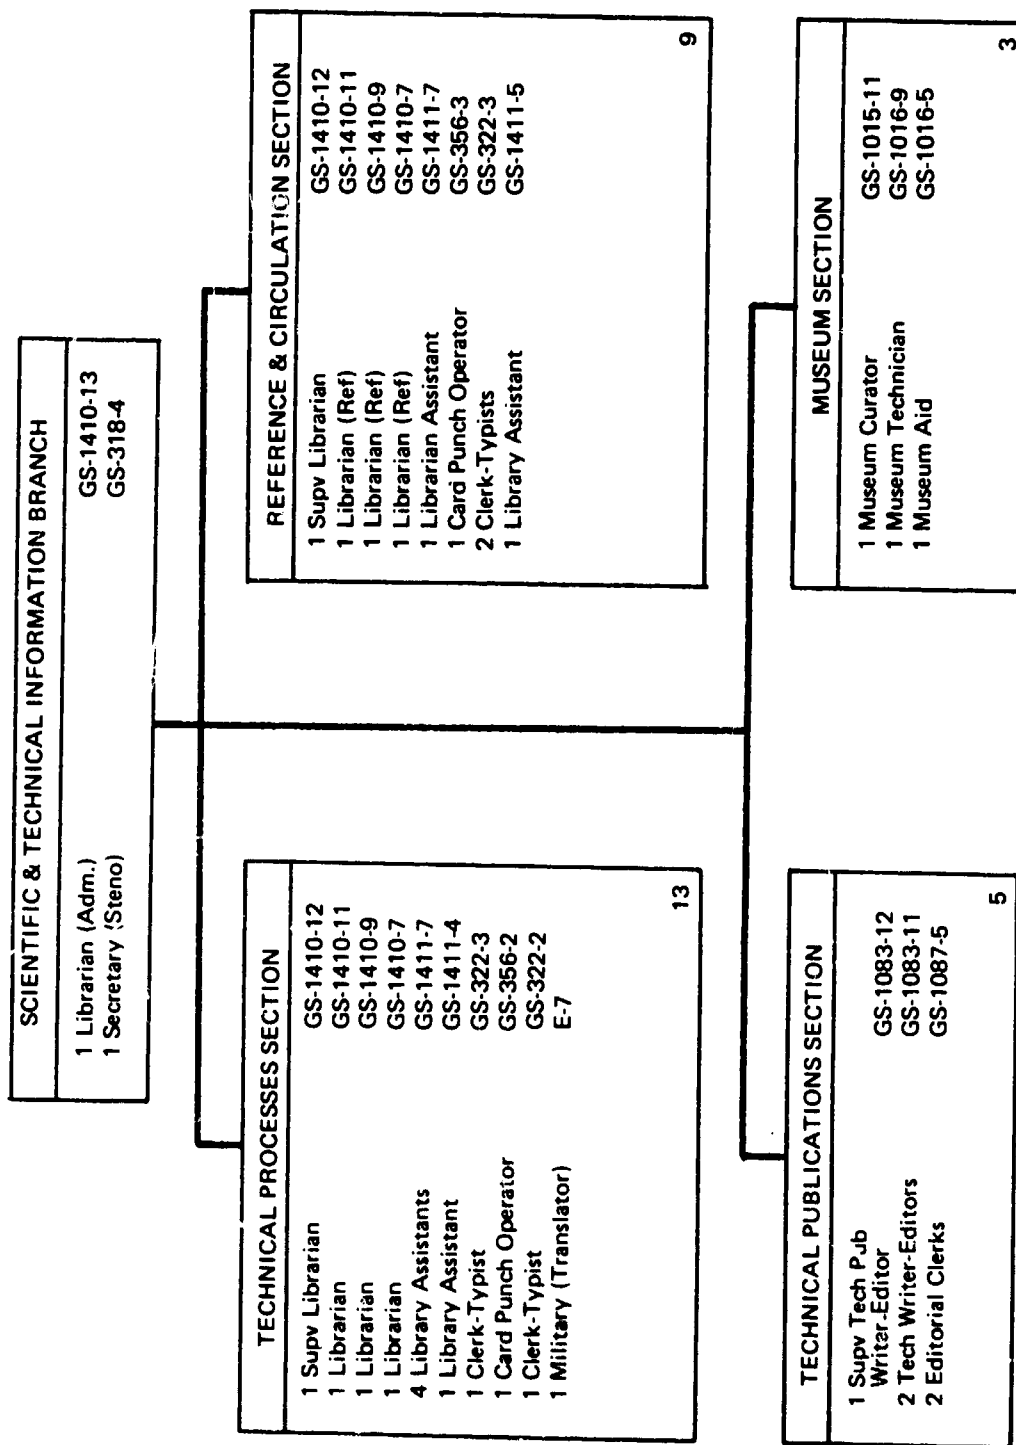 SCIENTIFIC & TECHNICAL INFORMATION BRANCH
1 Librarian (Adm.) GS-1410-13
1 Secretary (Steno) GS-318-4
TECHNICAL PROCESSES SECTION
1 Supv Librarian GS-1410-12
1 Librarian GS-1410-11
1 Librarian GS-1410-9
1 Librarian GS-1410-7
4 Library Assistants GS-1411-7
1 Library Assistant GS-1411-4
1 Clerk-Typist GS-322-3
1 Card Punch Operator GS-356-2
1 Clerk-Typist GS-322-2
1 Military (Translator) E-7
13
REFERENCE & CIRCULATION SECTION
1 Supv Librarian GS-1410-12
1 Librarian (Ref) GS-1410-11
1 Librarian (Ref) GS-1410-9
1 Librarian (Ref) GS-1410-7
1 Librarian Assistant GS-1411-7
1 Card Punch Operator GS-356-3
2 Clerk-Typists GS-322-3
1 Library Assistant GS-1411-5
9
TECHNICAL PUBLICATIONS SECTION
1 Supv Tech Pub
Writer-Editor GS-1083-12
2 Tech Writer-Editors GS-1083-11
2 Editorial Clerks GS-1087-5
5
MUSEUM SECTION
1 Museum Curator GS-1015-11
1 Museum Technician GS-1016-9
1 Museum Aid GS-1016-5
3